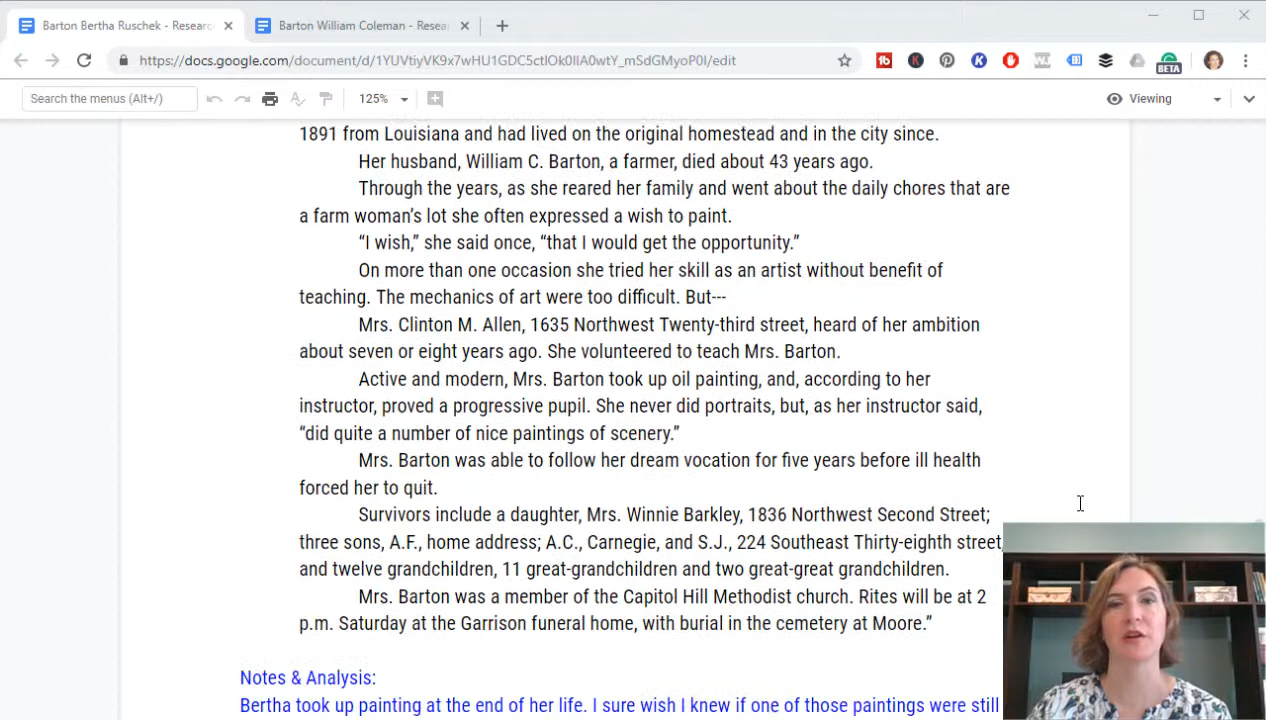 Barton Bertha Ruschek - Researc
Barton William Coleman - Resea
https://docs.google.com/document/d/1YUVtiyVK9x7wHU1GDC5ctIOk0IIA0wtY_mSdGMyoP0I/edit
BETA
Search the menus (Alt+/)
125%
Viewing
1891 from Louisiana and had lived on the original homestead and in the city since.
Her husband, William C. Barton, a farmer, died about 43 years ago.
Through the years, as she reared her family and went about the daily chores that are
a farm woman’s lot she often expressed a wish to paint.
“I wish,” she said once, “that I would get the opportunity.”
On more than one occasion she tried her skill as an artist without benefit of
teaching. The mechanics of art were too difficult. But---
Mrs. Clinton M. Allen, 1635 Northwest Twenty-third street, heard of her ambition
about seven or eight years ago. She volunteered to teach Mrs. Barton.
Active and modern, Mrs. Barton took up oil painting, and, according to her
instructor, proved a progressive pupil. She never did portraits, but, as her instructor said,
“did quite a number of nice paintings of scenery.”
Mrs. Barton was able to follow her dream vocation for five years before ill health
forced her to quit.
Survivors include a daughter, Mrs. Winnie Barkley, 1836 Northwest Second Street;
three sons, A.F., home address; A.C., Carnegie, and S.J., 224 Southeast Thirty-eighth street,
and twelve grandchildren, 11 great-grandchildren and two great-great grandchildren.
Mrs. Barton was a member of the Capitol Hill Methodist church. Rites will be at 2
p.m. Saturday at the Garrison funeral home, with burial in the cemetery at Moore.”
Notes & Analysis:
Bertha took up painting at the end of her life. I sure wish I knew if one of those paintings were still